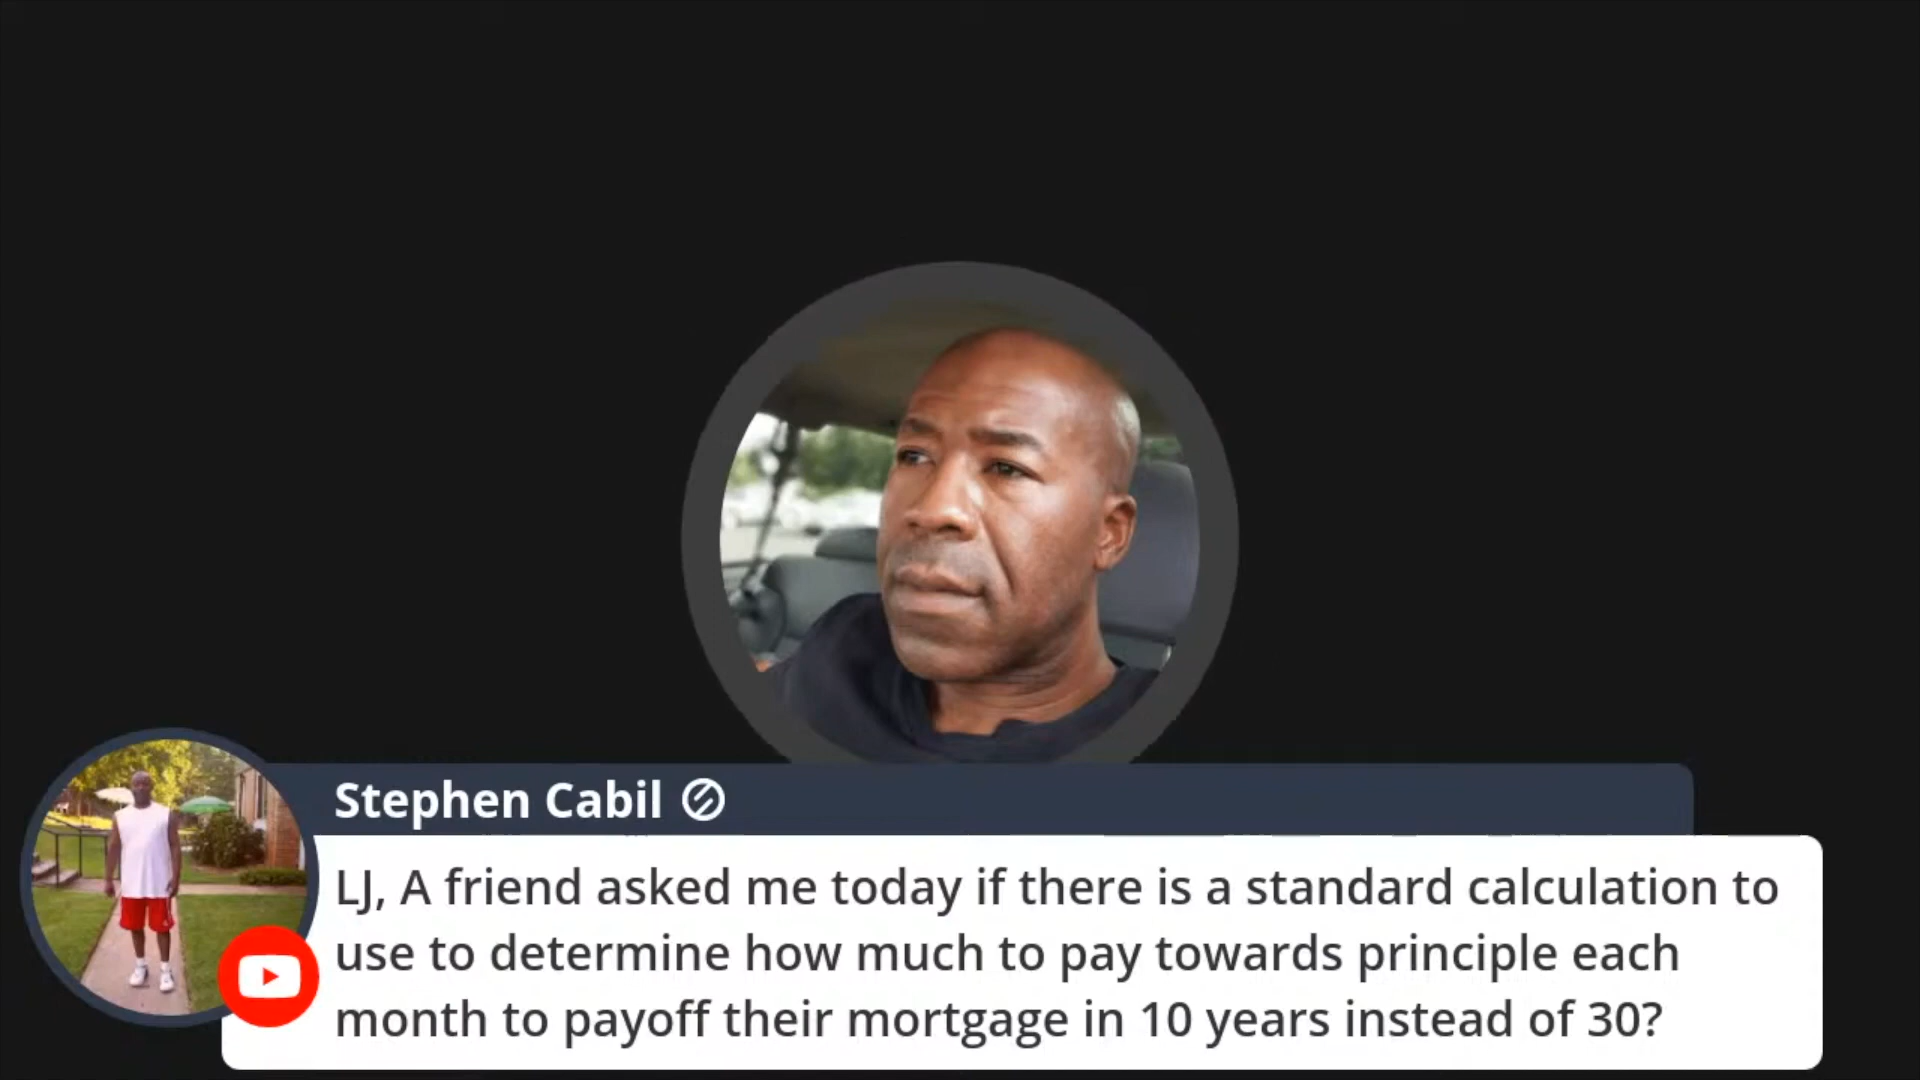 Stephen Cabil
LJ, A friend asked me today if there is a standard calculation to
use to determine how much to pay towards principle each
month to payoff their mortgage in 10 years instead of 30?